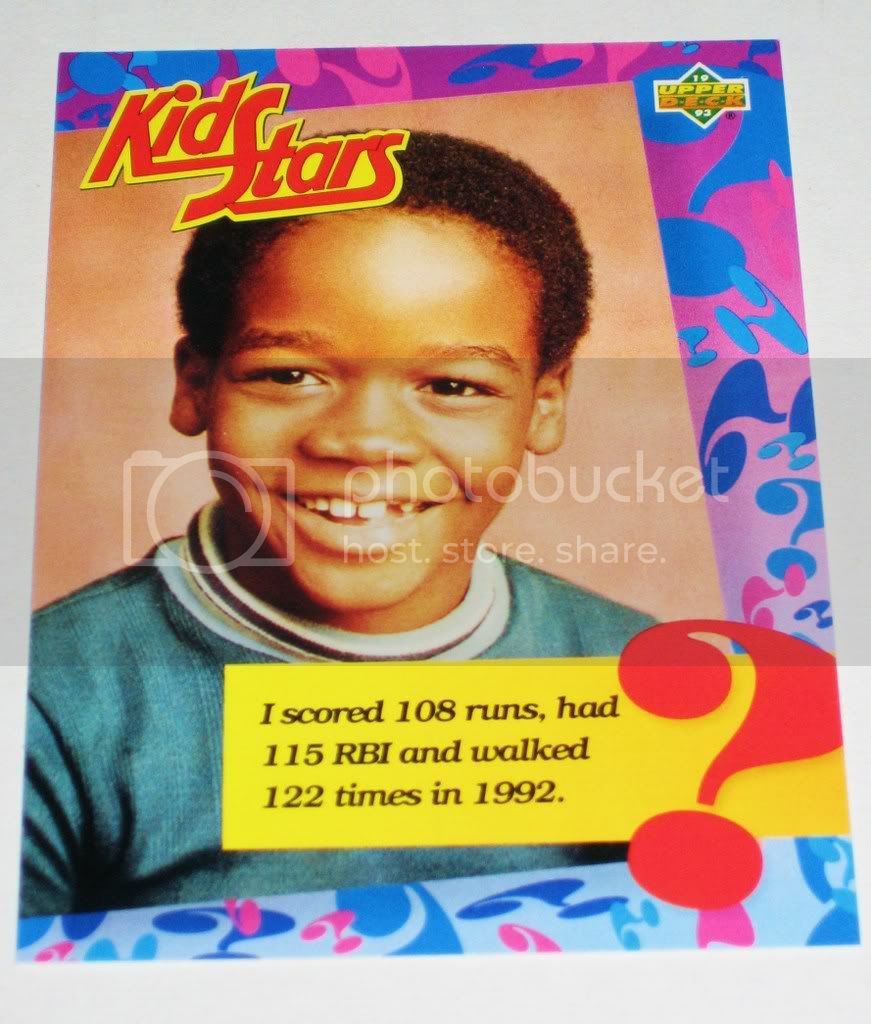 Kid Stars
19
UPPER
DECK
93
®
photobucket
host. store. share.
I scored 108 runs, had
115 RBI and walked
122 times in 1992.